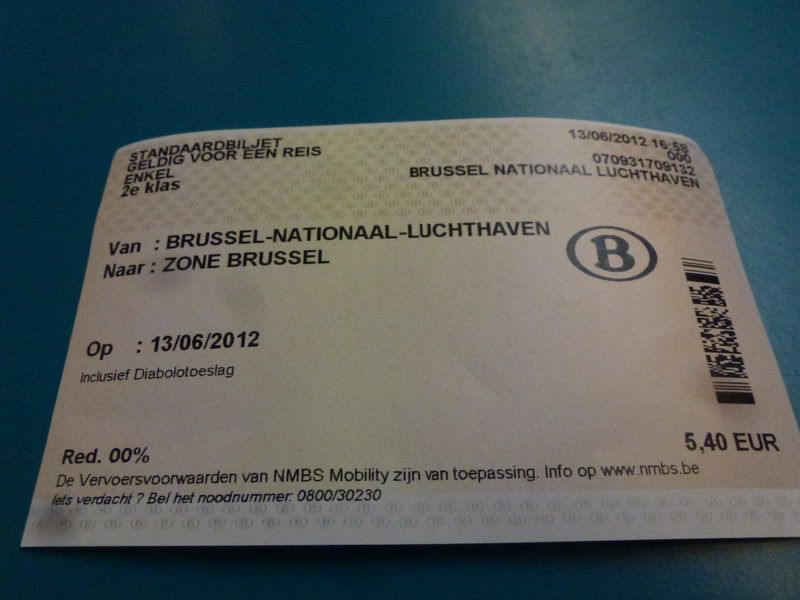 STANDAARDBILJET
GELDIG VOOR EEN REIS
ENKEL
2e klas
13/06/2012 16:58
000
070931709132
BRUSSEL NATIONAAL LUCHTHAVEN
Van : BRUSSEL-NATIONAAL-LUCHTHAVEN
Naar : ZONE BRUSSEL
B
Op : 13/06/2012
Inclusief Diabolotoeslag
5,40 EUR
Red. 00%
De Vervoersvoorwaarden van NMBS Mobility zijn van toepassing. Info op www.nmbs.be
Iets verdacht ? Bel het noodnummer: 0800/30230